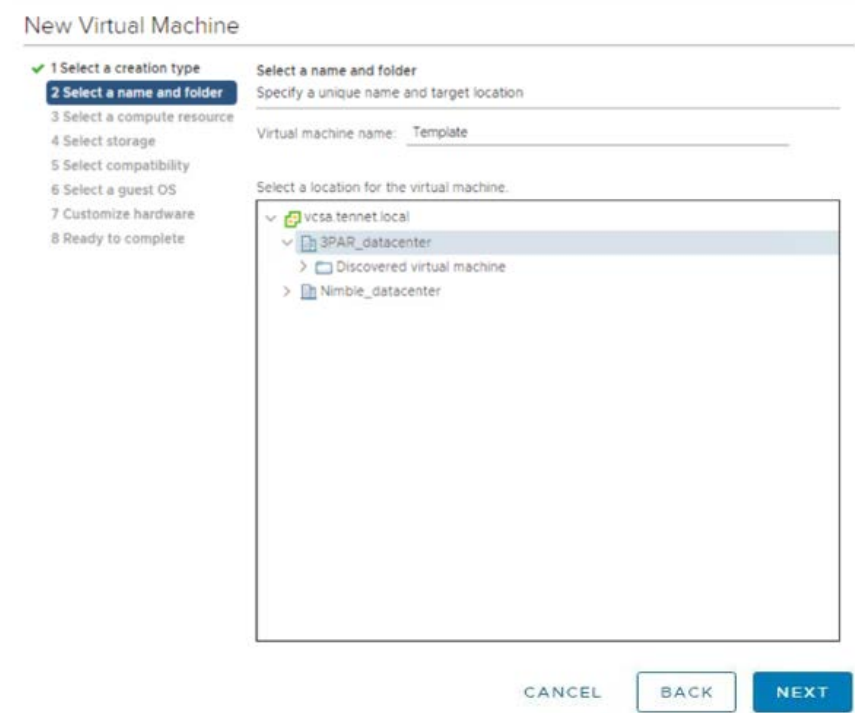 New Virtual Machine
1 Select a creation type
2 Select a name and folder
3 Select a compute resource
4 Select storage
5 Select compatibility
6 Select a guest OS
7 Customize hardware
8 Ready to complete
Select a name and folder
Specify a unique name and target location
Virtual machine name: Template
Select a location for the virtual machine.
vcsa.tennet.local
3PAR_datacenter
Discovered virtual machine
Nimble_datacenter
CANCEL BACK NEXT